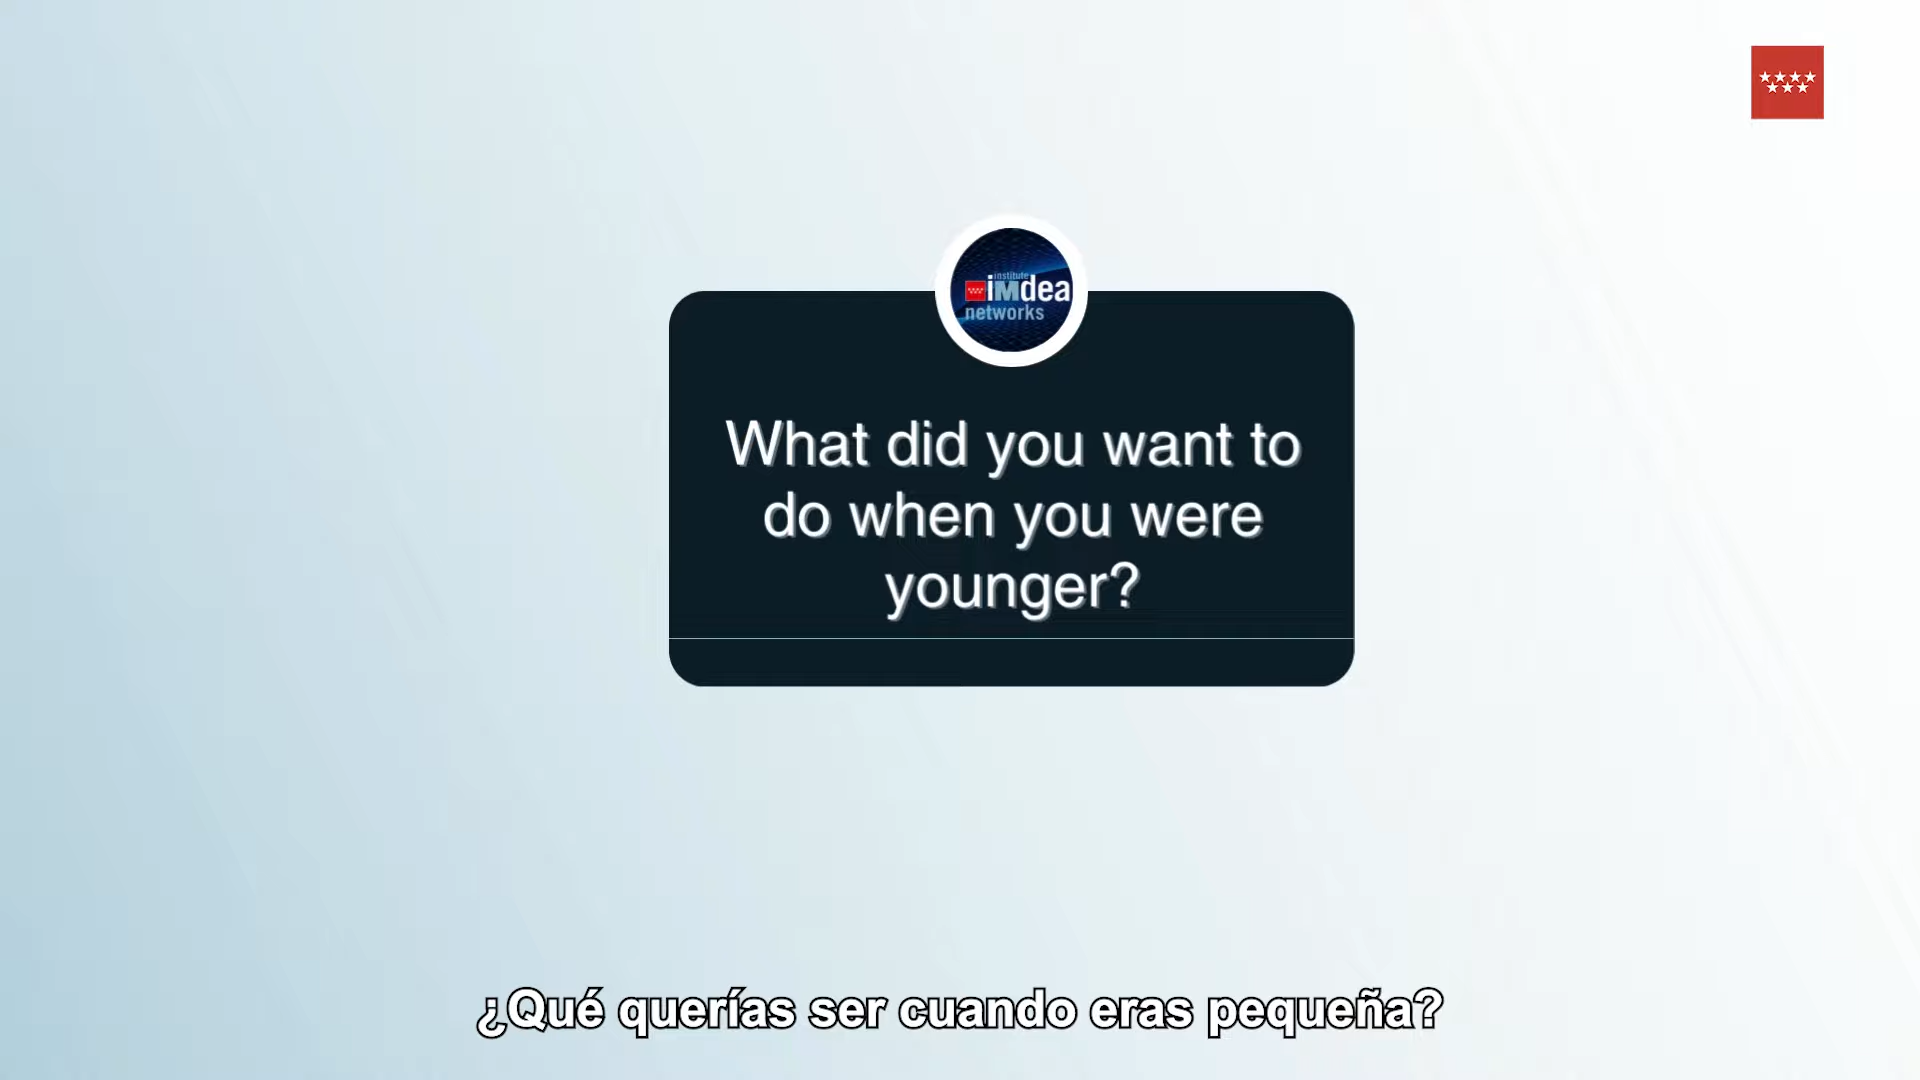 institute
iMdea
networks
What did you want to
do when you were
younger?
¿Qué querías ser cuando eras pequeña?